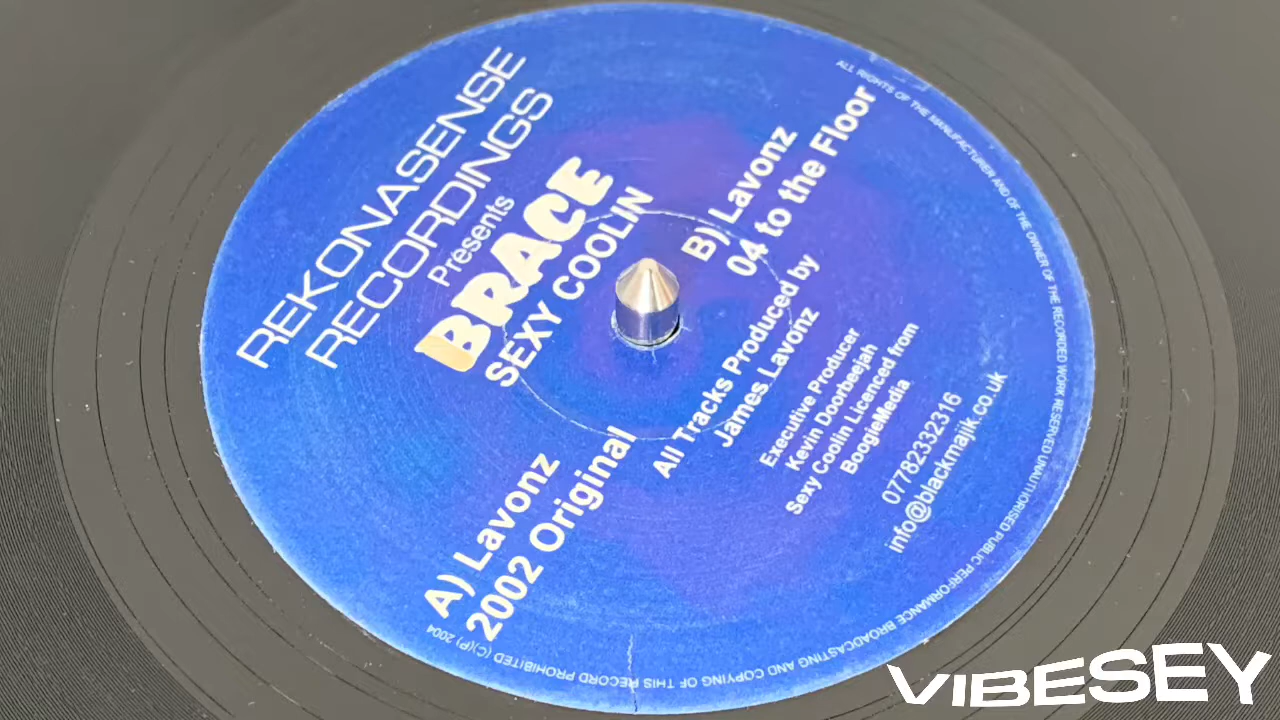 REKONASENSE
RECORDINGS
Presents
BRACE
SEXY COOLIN
A) Lavonz
2002 Original
B) Lavonz
04 to the Floor
All Tracks Produced by
James Lavonz
Executive Producer
Kevin Doorbeejah
Sexy Coolin Licenced from
BoogieMedia
07782332316
info@blackmajik.co.uk
ALL RIGHTS OF THE MANUFACTURER AND OF THE OWNER OF THE RECORDED WORK RESERVED UNAUTHORISED PUBLIC PERFORMANCE BROADCASTING AND COPYING OF THIS RECORD PROHIBITED (C)(P) 2004
VIBESEY